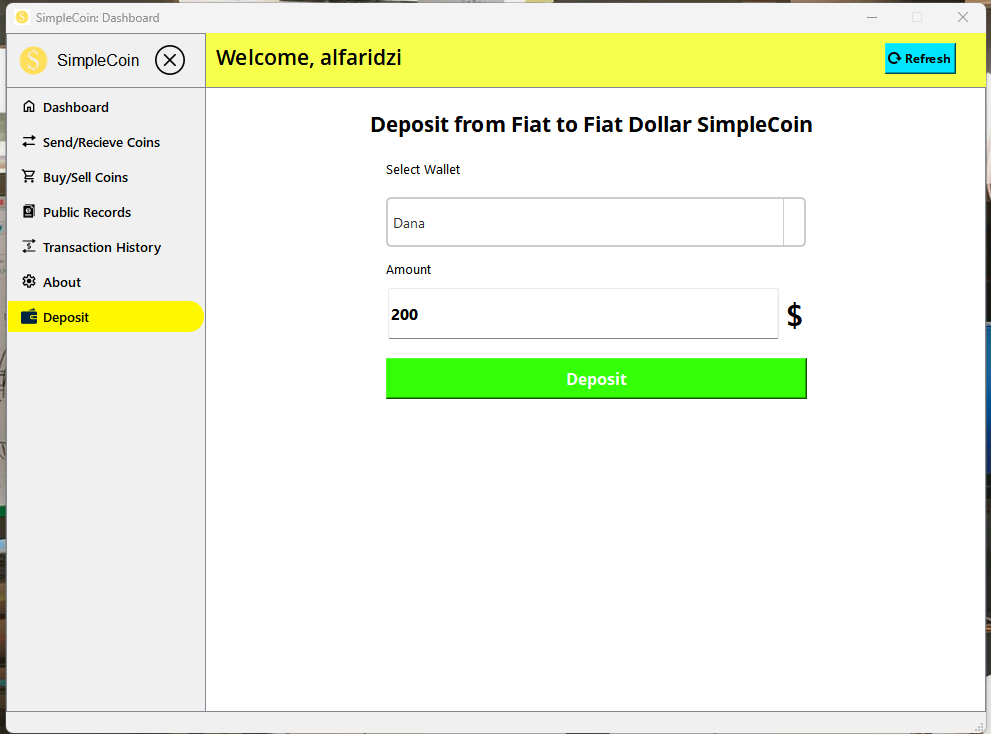 SimpleCoin: Dashboard
SimpleCoin
Welcome, alfaridzi
Refresh
Dashboard
Send/Recieve Coins
Buy/Sell Coins
Public Records
Transaction History
About
Deposit
Deposit from Fiat to Fiat Dollar SimpleCoin
Select Wallet
Dana
Amount
200 $
Deposit